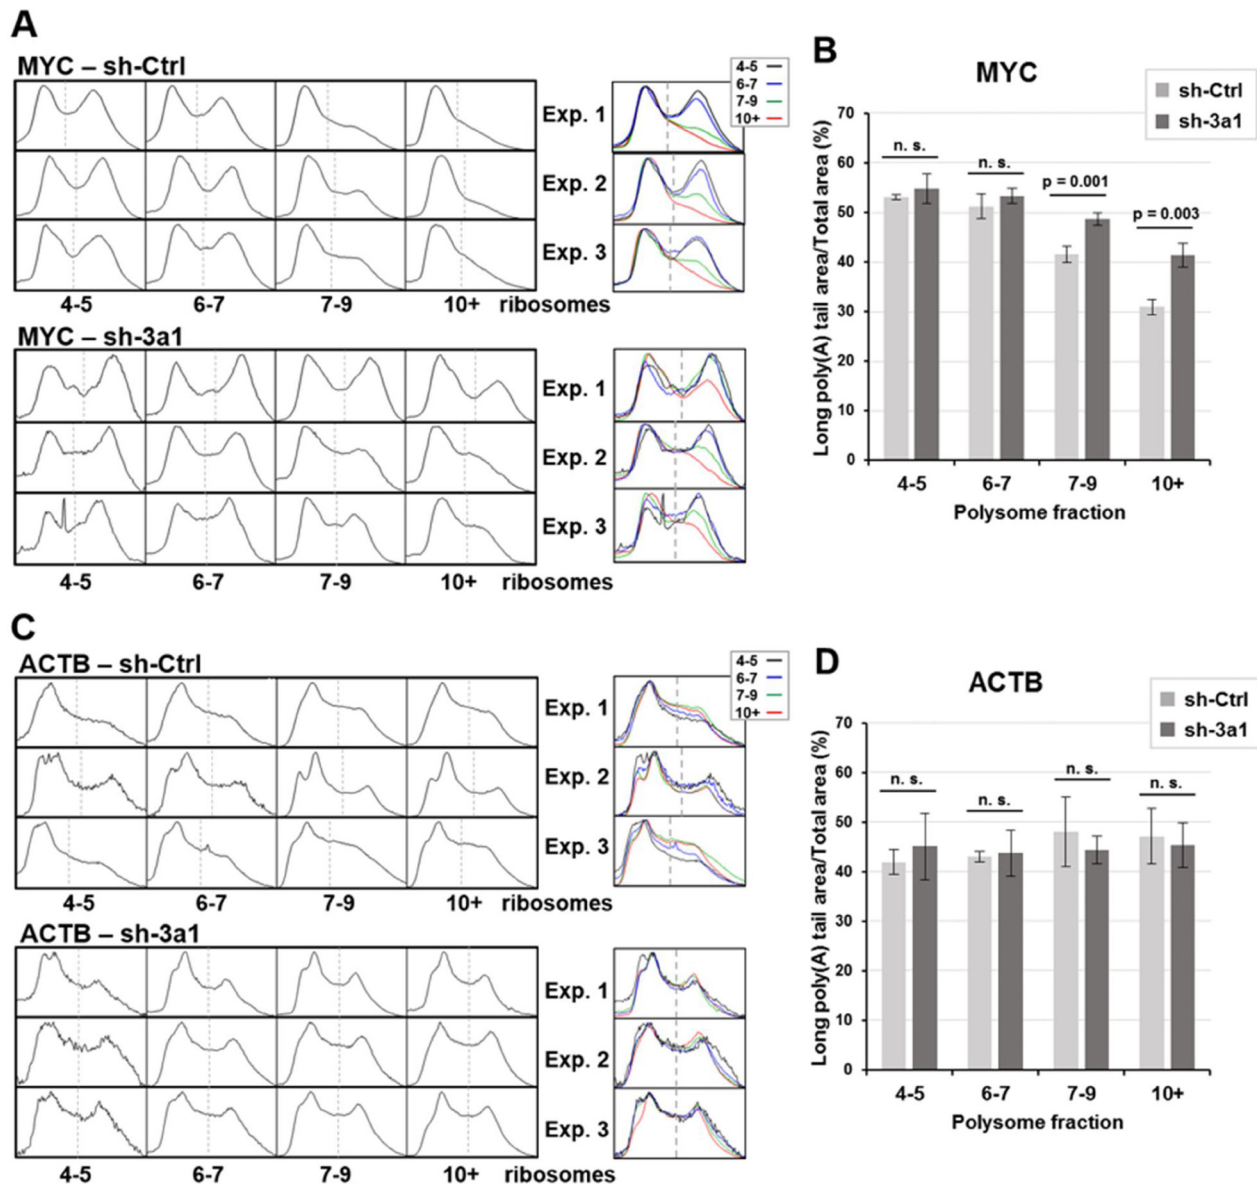 A
MYC – sh-Ctrl
Exp. 1
Exp. 2
Exp. 3
4-5 6-7 7-9 10+ ribosomes
4-5
6-7
7-9
10+
MYC – sh-3a1
Exp. 1
Exp. 2
Exp. 3
4-5 6-7 7-9 10+ ribosomes
B
MYC
sh-Ctrl
sh-3a1
Long poly(A) tail area/Total area (%)
70
60
50
40
30
20
10
0
n. s.
n. s.
p = 0.001
p = 0.003
4-5 6-7 7-9 10+
Polysome fraction
C
ACTB – sh-Ctrl
Exp. 1
Exp. 2
Exp. 3
4-5 6-7 7-9 10+ ribosomes
4-5
6-7
7-9
10+
ACTB – sh-3a1
Exp. 1
Exp. 2
Exp. 3
4-5 6-7 7-9 10+ ribosomes
D
ACTB
sh-Ctrl
sh-3a1
Long poly(A) tail area/Total area (%)
70
60
50
40
30
20
10
0
n. s.
n. s.
n. s.
n. s.
4-5 6-7 7-9 10+
Polysome fraction